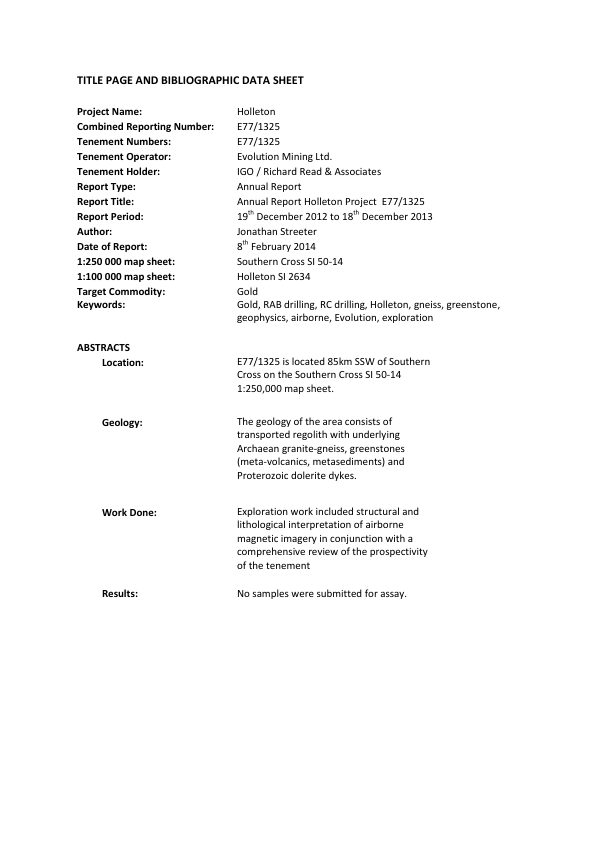 TITLE PAGE AND BIBLIOGRAPHIC DATA SHEET
Project Name: Holleton
Combined Reporting Number: E77/1325
Tenement Numbers: E77/1325
Tenement Operator: Evolution Mining Ltd.
Tenement Holder: IGO / Richard Read & Associates
Report Type: Annual Report
Report Title: Annual Report Holleton Project E77/1325
Report Period: 19th December 2012 to 18th December 2013
Author: Jonathan Streeter
Date of Report: 8th February 2014
1:250 000 map sheet: Southern Cross SI 50-14
1:100 000 map sheet: Holleton SI 2634
Target Commodity: Gold
Keywords: Gold, RAB drilling, RC drilling, Holleton, gneiss, greenstone,
geophysics, airborne, Evolution, exploration
ABSTRACTS
Location: E77/1325 is located 85km SSW of Southern
Cross on the Southern Cross SI 50-14
1:250,000 map sheet.
Geology: The geology of the area consists of
transported regolith with underlying
Archaean granite-gneiss, greenstones
(meta-volcanics, metasediments) and
Proterozoic dolerite dykes.
Work Done: Exploration work included structural and
lithological interpretation of airborne
magnetic imagery in conjunction with a
comprehensive review of the prospectivity
of the tenement
Results: No samples were submitted for assay.